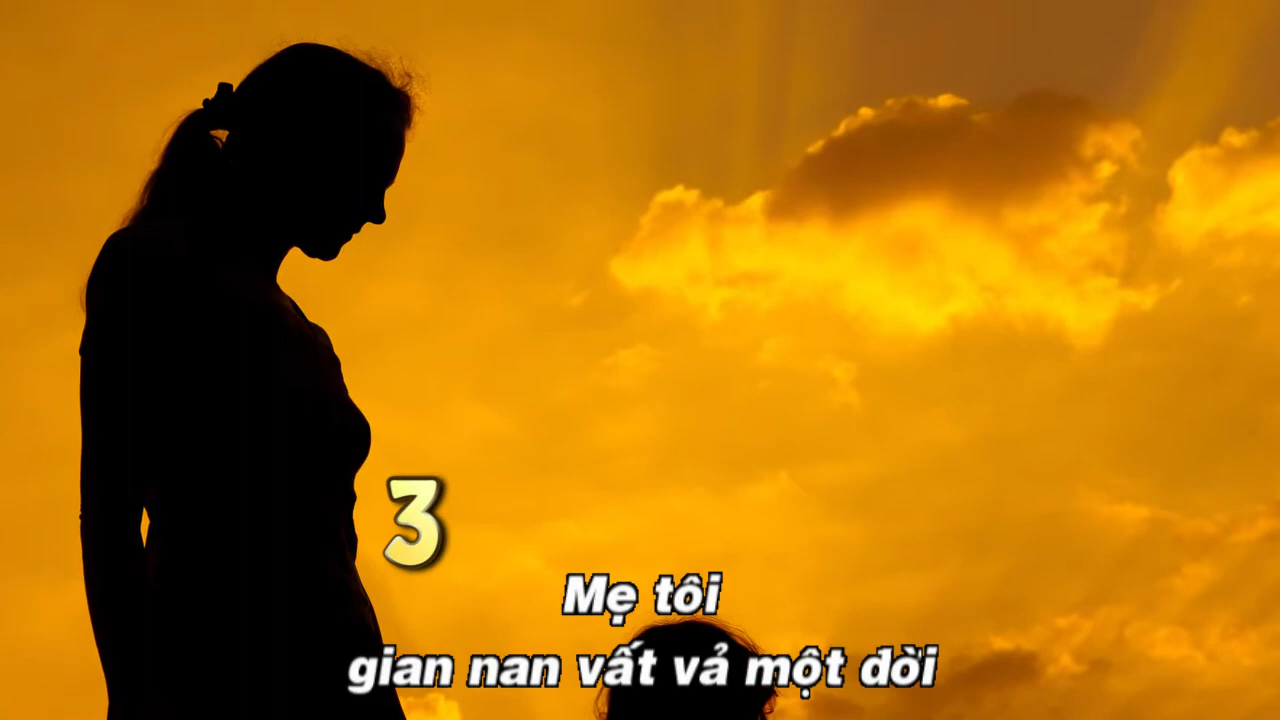 3
Mẹ tôi
gian nan vất vả một đời